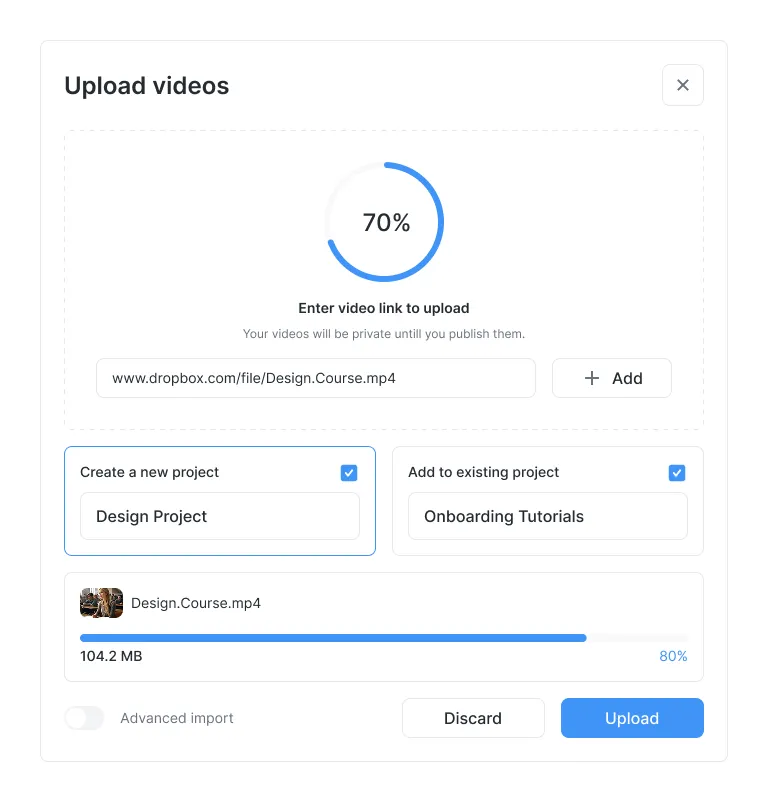 Upload videos
70%
Enter video link to upload
Your videos will be private untill you publish them.
www.dropbox.com/file/Design.Course.mp4
Add
Create a new project
Design Project
Add to existing project
Onboarding Tutorials
Design.Course.mp4
104.2 MB
80%
Advanced import
Discard
Upload